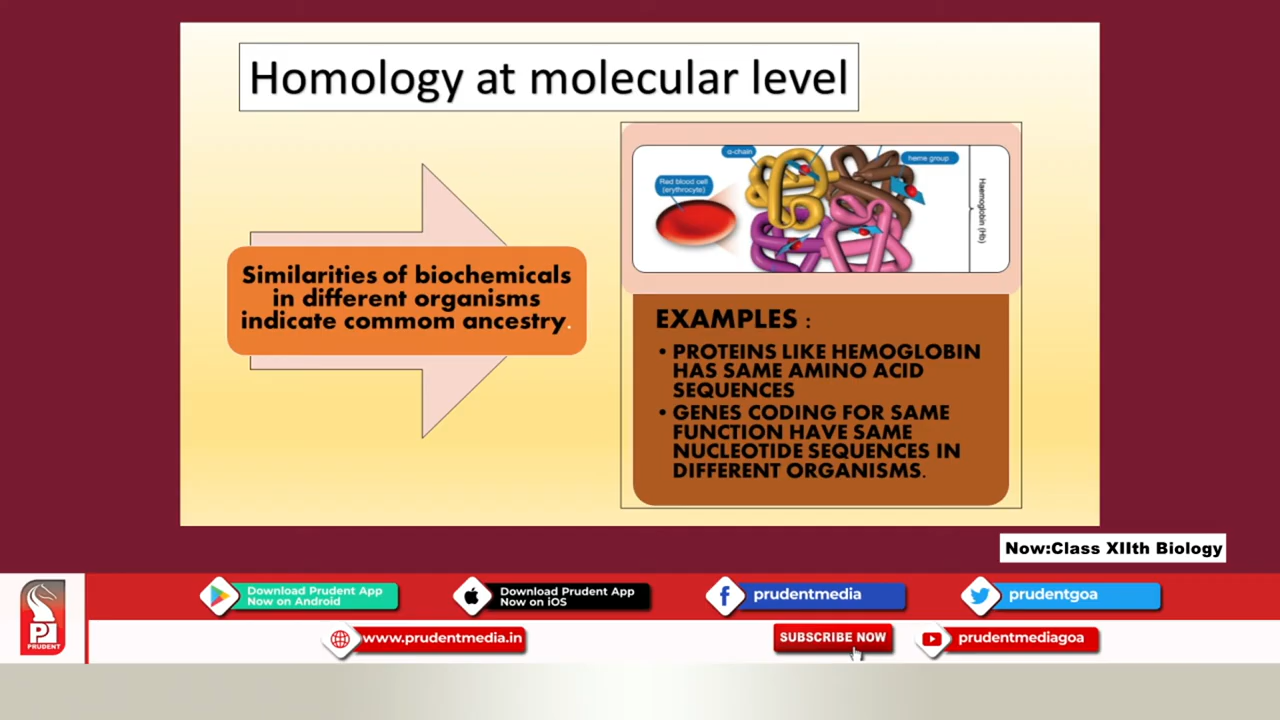 Homology at molecular level
Similarities of biochemicals
in different organisms
indicate commom ancestry.
α-chain
heme group
Red blood cell
(erythrocyte)
Haemoglobin (Hb)
EXAMPLES :
• PROTEINS LIKE HEMOGLOBIN
HAS SAME AMINO ACID
SEQUENCES
• GENES CODING FOR SAME
FUNCTION HAVE SAME
NUCLEOTIDE SEQUENCES IN
DIFFERENT ORGANISMS.
Now:Class XIIth Biology
Download Prudent App
Now on Android
Download Prudent App
Now on iOS
prudentmedia
prudentgoa
PRUDENT
www.prudentmedia.in
SUBSCRIBE NOW
prudentmediagoa